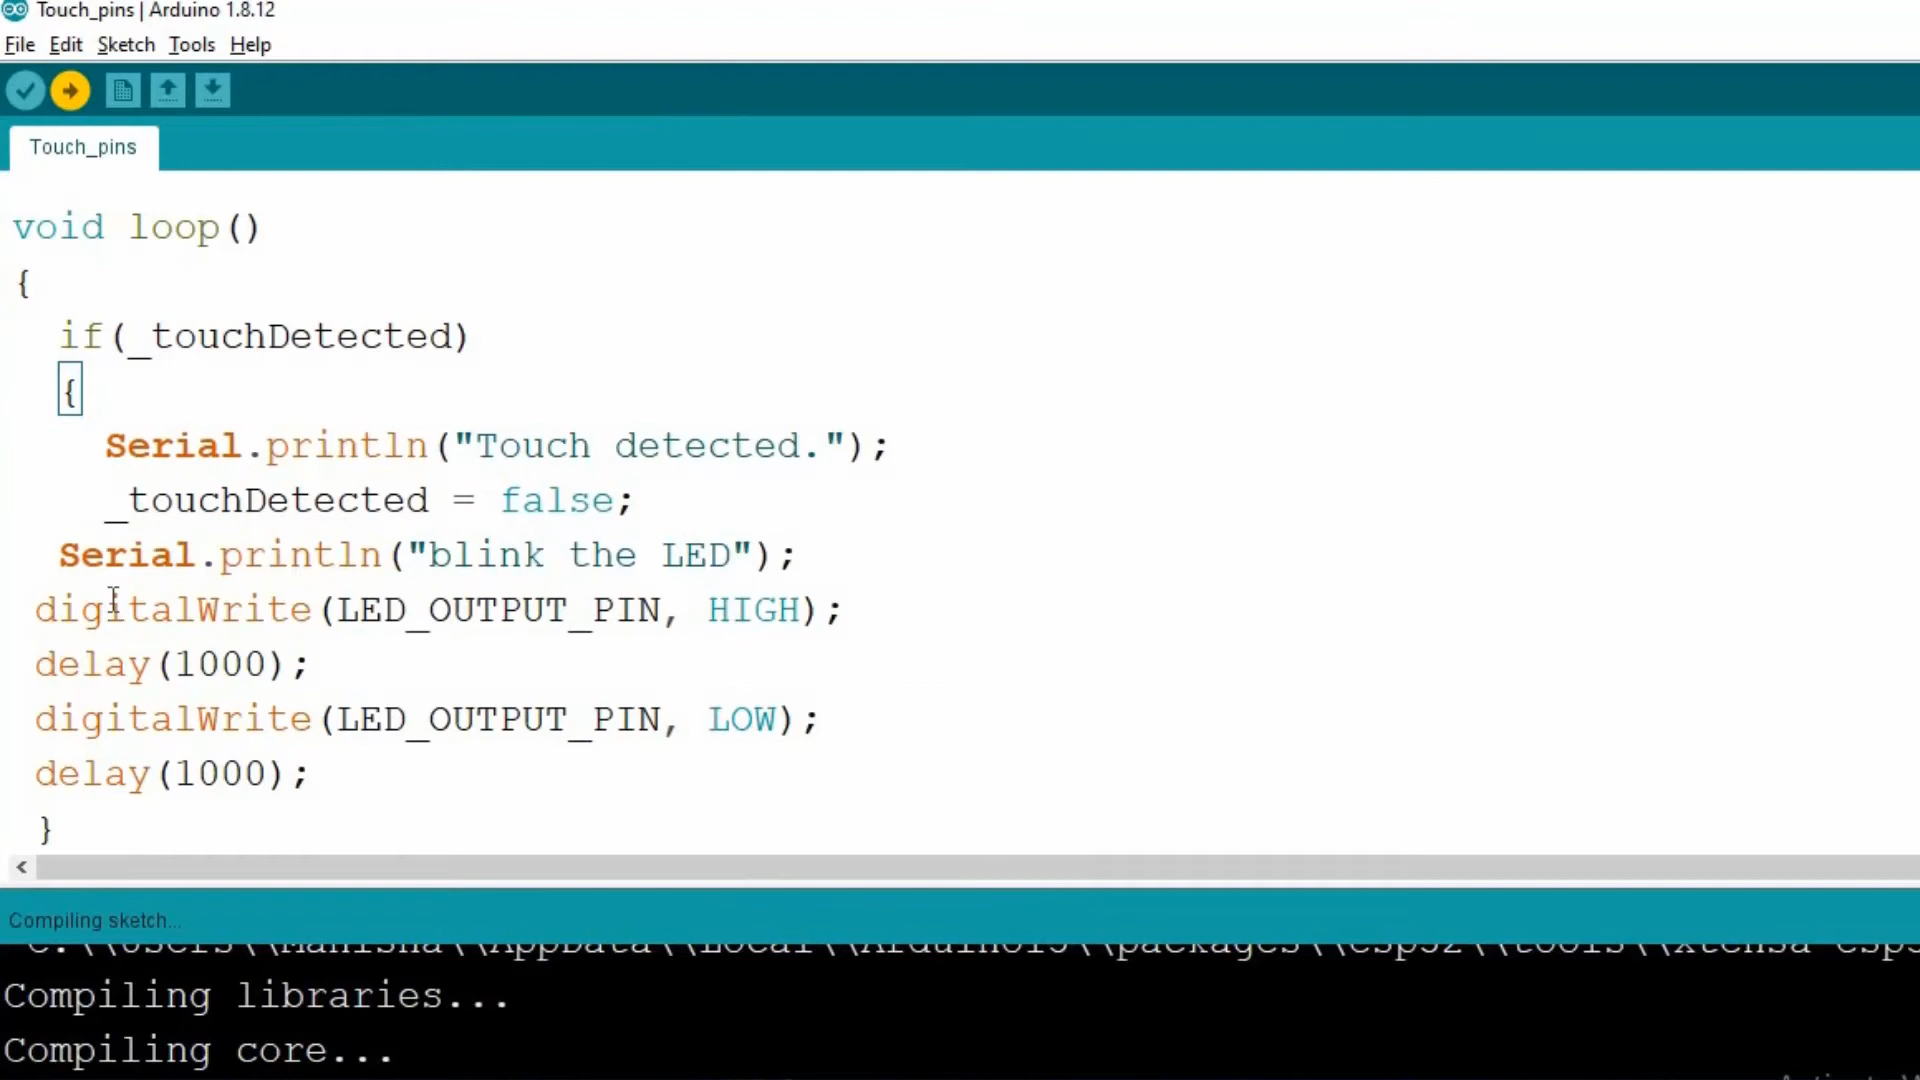 Touch_pins | Arduino 1.8.12
File Edit Sketch Tools Help
Touch_pins
void loop()
{
if(_touchDetected)
{
Serial.println("Touch detected.");
_touchDetected = false;
Serial.println("blink the LED");
digitalWrite(LED_OUTPUT_PIN, HIGH);
delay(1000);
digitalWrite(LED_OUTPUT_PIN, LOW);
delay(1000);
}
<
Compiling sketch...
C:\\Users\\Manisha\\AppData\\Local\\Arduino15\\packages\\esp32\\tools\\xtensa-esp3
Compiling libraries...
Compiling core...